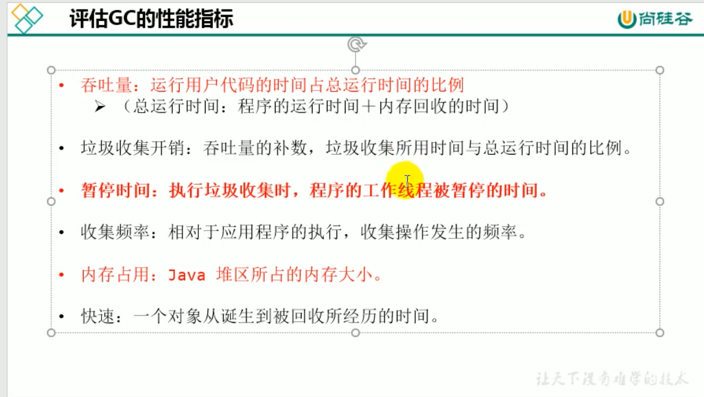 评估GC的性能指标
尚硅谷
• 吞吐量：运行用户代码的时间占总运行时间的比例
➢ （总运行时间：程序的运行时间＋内存回收的时间）
• 垃圾收集开销：吞吐量的补数，垃圾收集所用时间与总运行时间的比例。
• 暂停时间：执行垃圾收集时，程序的工作线程被暂停的时间。
• 收集频率：相对于应用程序的执行，收集操作发生的频率。
• 内存占用：Java 堆区所占的内存大小。
• 快速：一个对象从诞生到被回收所经历的时间。
让天下没有难学的技术